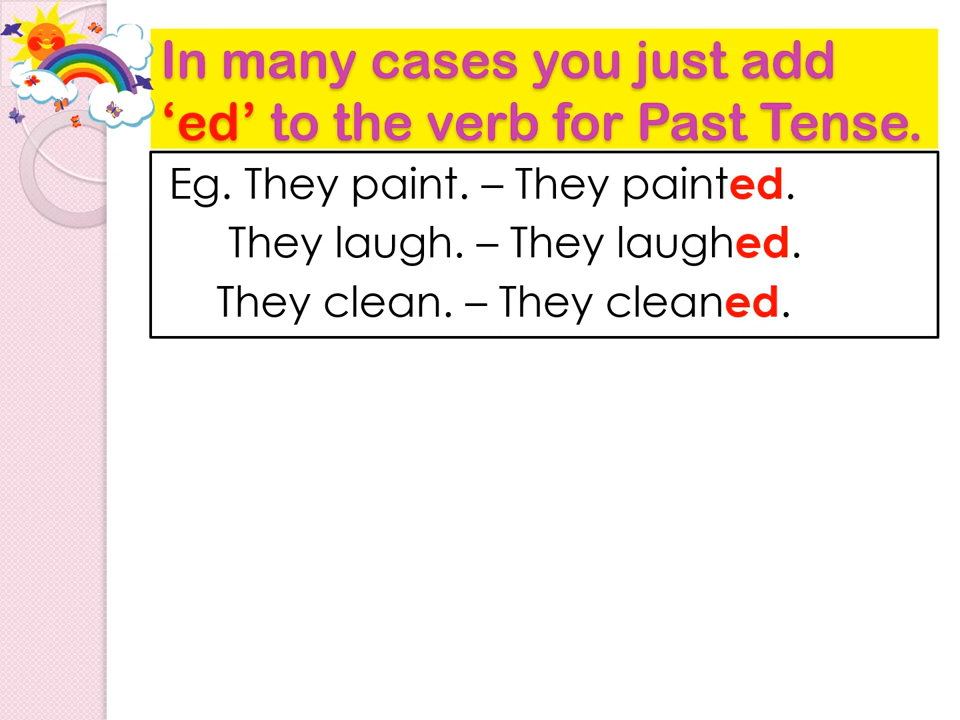 In many cases you just add
‘ed’ to the verb for Past Tense.
Eg. They paint. – They painted.
They laugh. – They laughed.
They clean. – They cleaned.